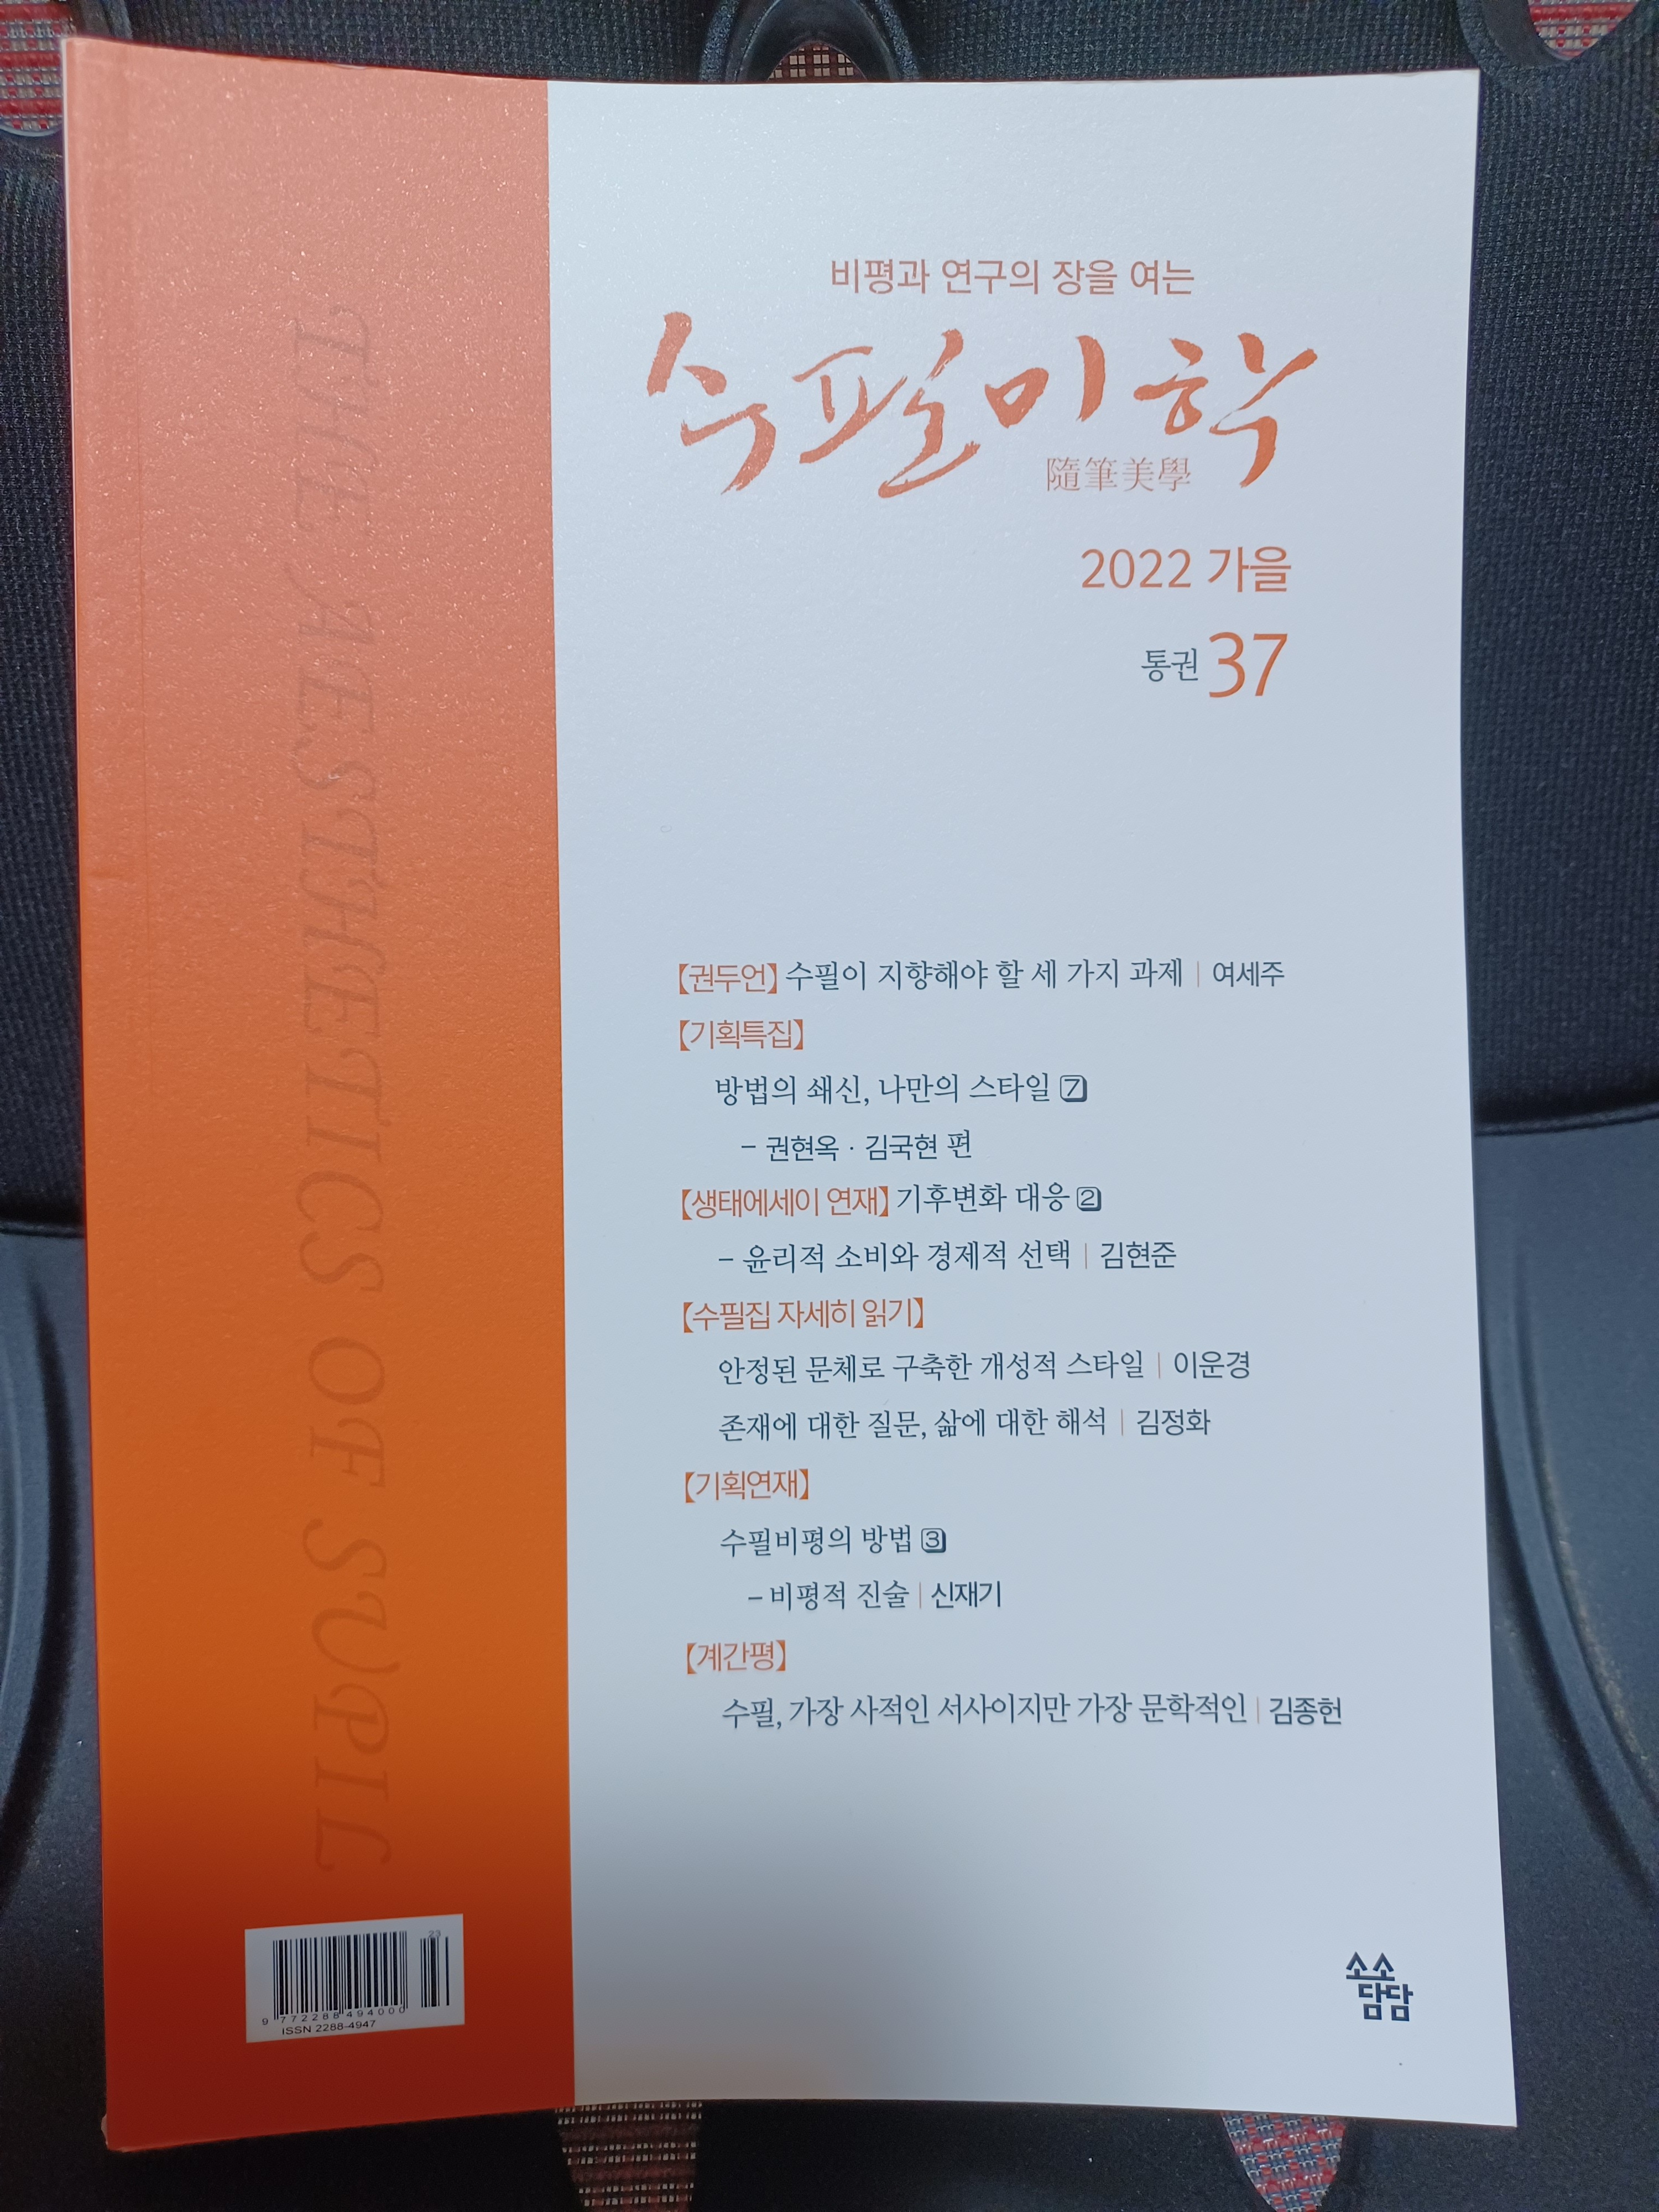 비평과 연구의 장을 여는
수필미학
隨筆美學
2022 가을
통권 37
【권두언】 수필이 지향해야 할 세 가지 과제 | 여세주
【기획특집】
방법의 쇄신, 나만의 스타일 7
– 권현옥 · 김국현 편
【생태에세이 연재】 기후변화 대응 2
– 윤리적 소비와 경제적 선택 | 김현준
【수필집 자세히 읽기】
안정된 문체로 구축한 개성적 스타일 | 이운경
존재에 대한 질문, 삶에 대한 해석 | 김정화
【기획연재】
수필비평의 방법 3
– 비평적 진술 | 신재기
【계간평】
수필, 가장 사적인 서사이지만 가장 문학적인 | 김종헌
소소
담담
THE AESTHETICS OF SUPIL
23
9 772288 494000
ISSN 2288-4947